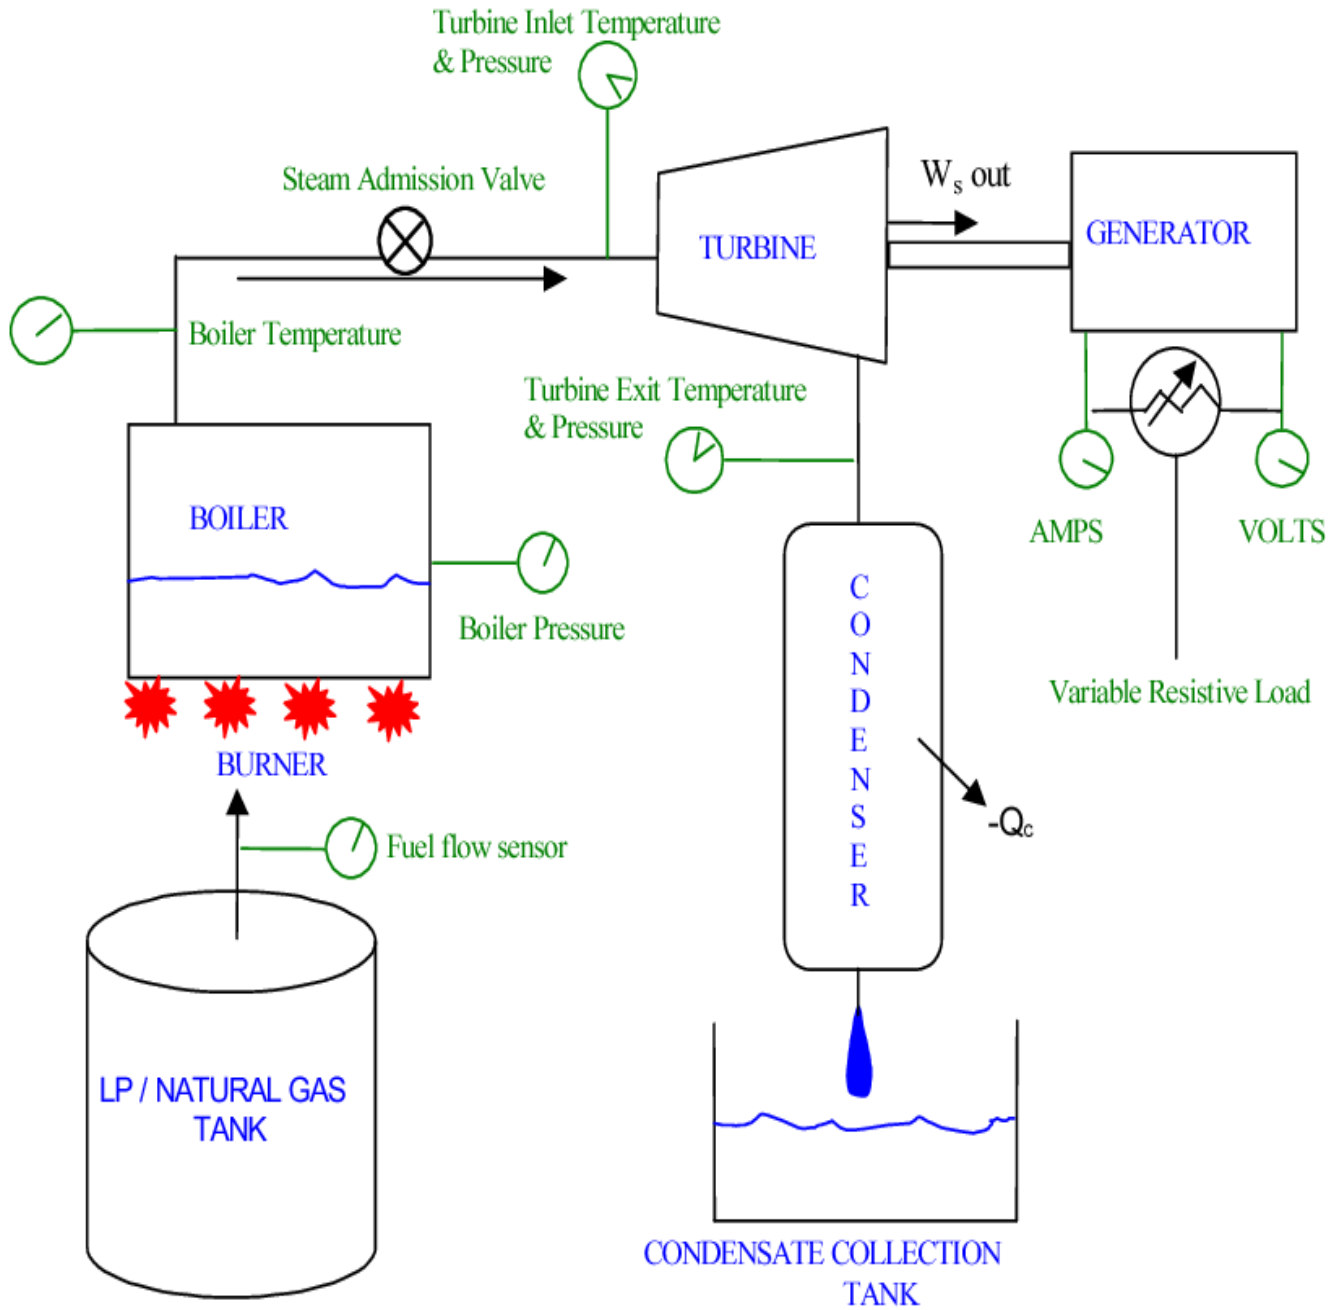 Turbine Inlet Temperature
& Pressure
Steam Admission Valve
Ws out
TURBINE
GENERATOR
Boiler Temperature
Turbine Exit Temperature
& Pressure
BOILER
AMPS
VOLTS
Boiler Pressure
C
O
N
D
E
N
S
E
R
Variable Resistive Load
BURNER
-Qc
Fuel flow sensor
LP / NATURAL GAS
TANK
CONDENSATE COLLECTION
TANK